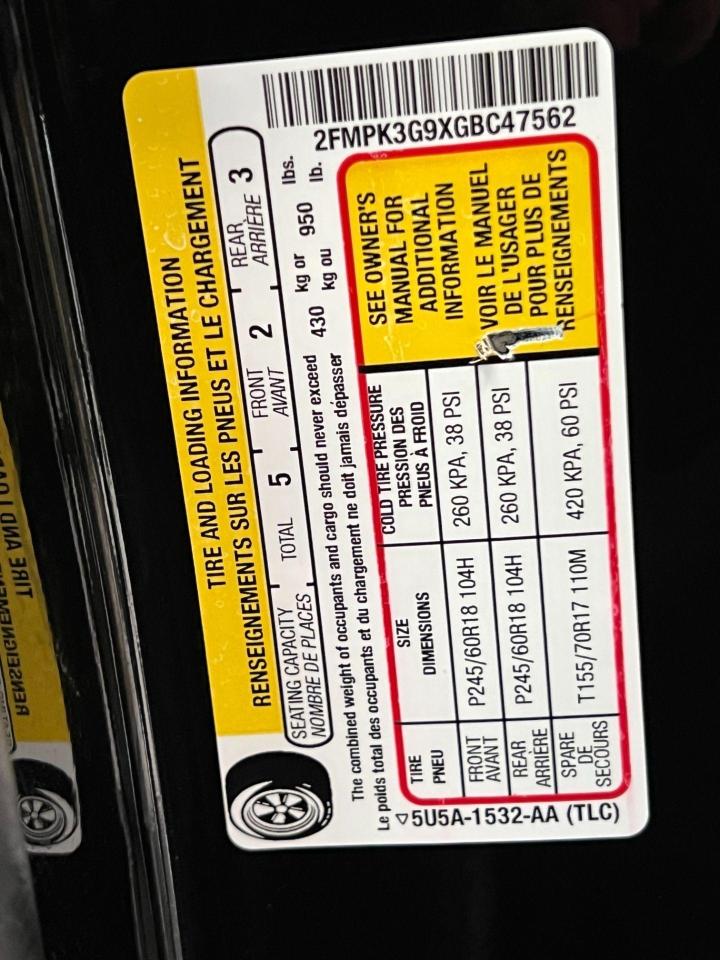 TIRE AND LOADING INFORMATION
RENSEIGNEMENTS SUR LES PNEUS ET LE CHARGEMENT
SEATING CAPACITY
NOMBRE DE PLACES
TOTAL 5
FRONT
AVANT
2
REAR
ARRIÈRE
3
The combined weight of occupants and cargo should never exceed 430 kg or 950 lbs.
Le poids total des occupants et du chargement ne doit jamais dépasser kg ou lb.
TIRE
PNEU
SIZE
DIMENSIONS
COLD TIRE PRESSURE
PRESSION DES
PNEUS À FROID
FRONT
AVANT
P245/60R18 104H
260 KPA, 38 PSI
REAR
ARRIÈRE
P245/60R18 104H
260 KPA, 38 PSI
SPARE
DE
SECOURS
T155/70R17 110M
420 KPA, 60 PSI
2FMPK3G9XGBC47562
SEE OWNER'S
MANUAL FOR
ADDITIONAL
INFORMATION
VOIR LE MANUEL
DE L'USAGER
POUR PLUS DE
RENSEIGNEMENTS
5U5A-1532-AA (TLC)